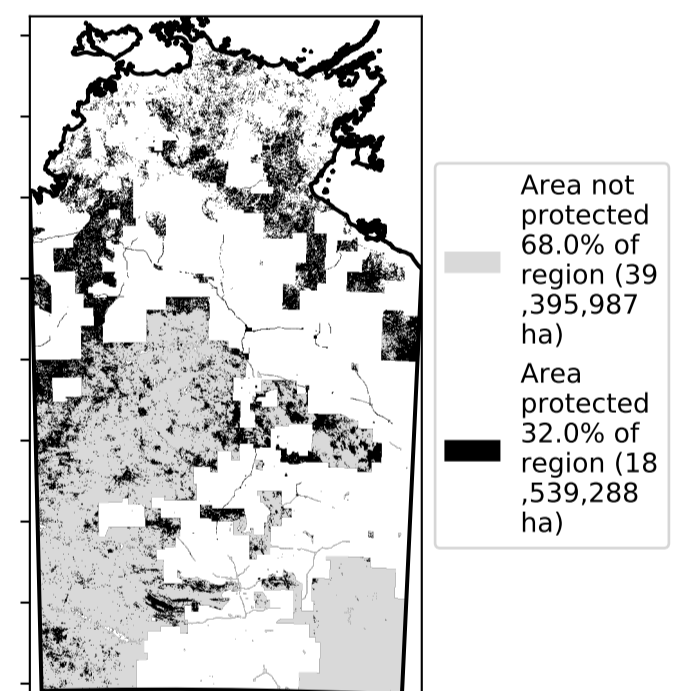 Area not
protected
68.0% of
region (39
,395,987
ha)
Area
protected
32.0% of
region (18
,539,288
ha)